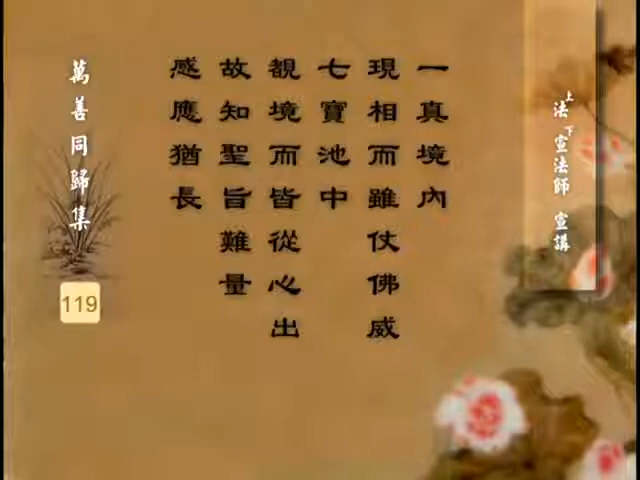 上法下宣法師 宣講
一真境內
現相而雖仗佛威
七寶池中
覩境而皆從心出
故知聖旨難量
感應猶長
萬善同歸集
119